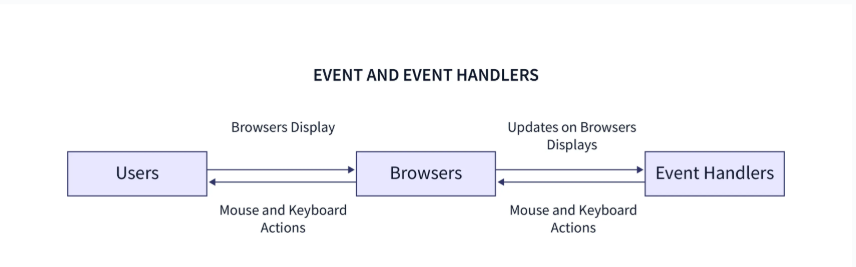 EVENT AND EVENT HANDLERS
Browsers Display
Updates on Browsers
Displays
Users
Browsers
Event Handlers
Mouse and Keyboard
Actions
Mouse and Keyboard
Actions